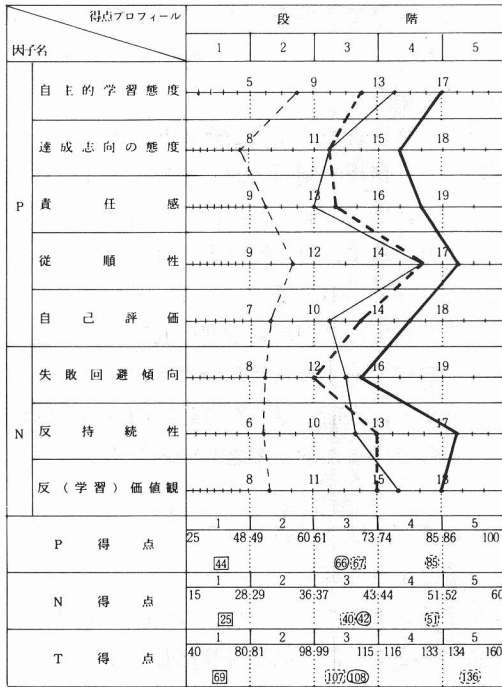 得点プロフィール
因子名
段 階
1 2 3 4 5
P
自主的学習態度
5 9 13 17
達成志向の態度
8 11 15 18
責任感
9 13 16 19
従順性
9 12 14 17
自己評価
7 10 14 18
N
失敗回避傾向
8 12 16 19
反持続性
6 10 13 17
反(学習)価値観
8 11 15 18
P 得点
1 2 3 4 5
25 48:49 60:61 73:74 85:86 100
44 66 67 85
N 得点
1 2 3 4 5
15 28:29 36:37 43:44 51:52 60
25 40 42 51
T 得点
1 2 3 4 5
40 80:81 98:99 115:116 133:134 160
69 107 108 136